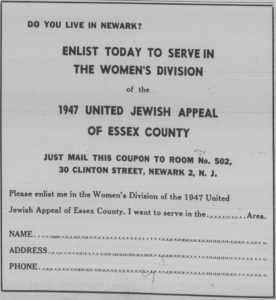 DO YOU LIVE IN NEWARK?
ENLIST TODAY TO SERVE IN
THE WOMEN'S DIVISION
of the
1947 UNITED JEWISH APPEAL
OF ESSEX COUNTY
JUST MAIL THIS COUPON TO ROOM No. 502,
30 CLINTON STREET, NEWARK 2, N. J.
Please enlist me in the Women's Division of the 1947 United
Jewish Appeal of Essex County. I want to serve in the..........Area.
NAME..................................................
ADDRESS..................................................
PHONE..................................................